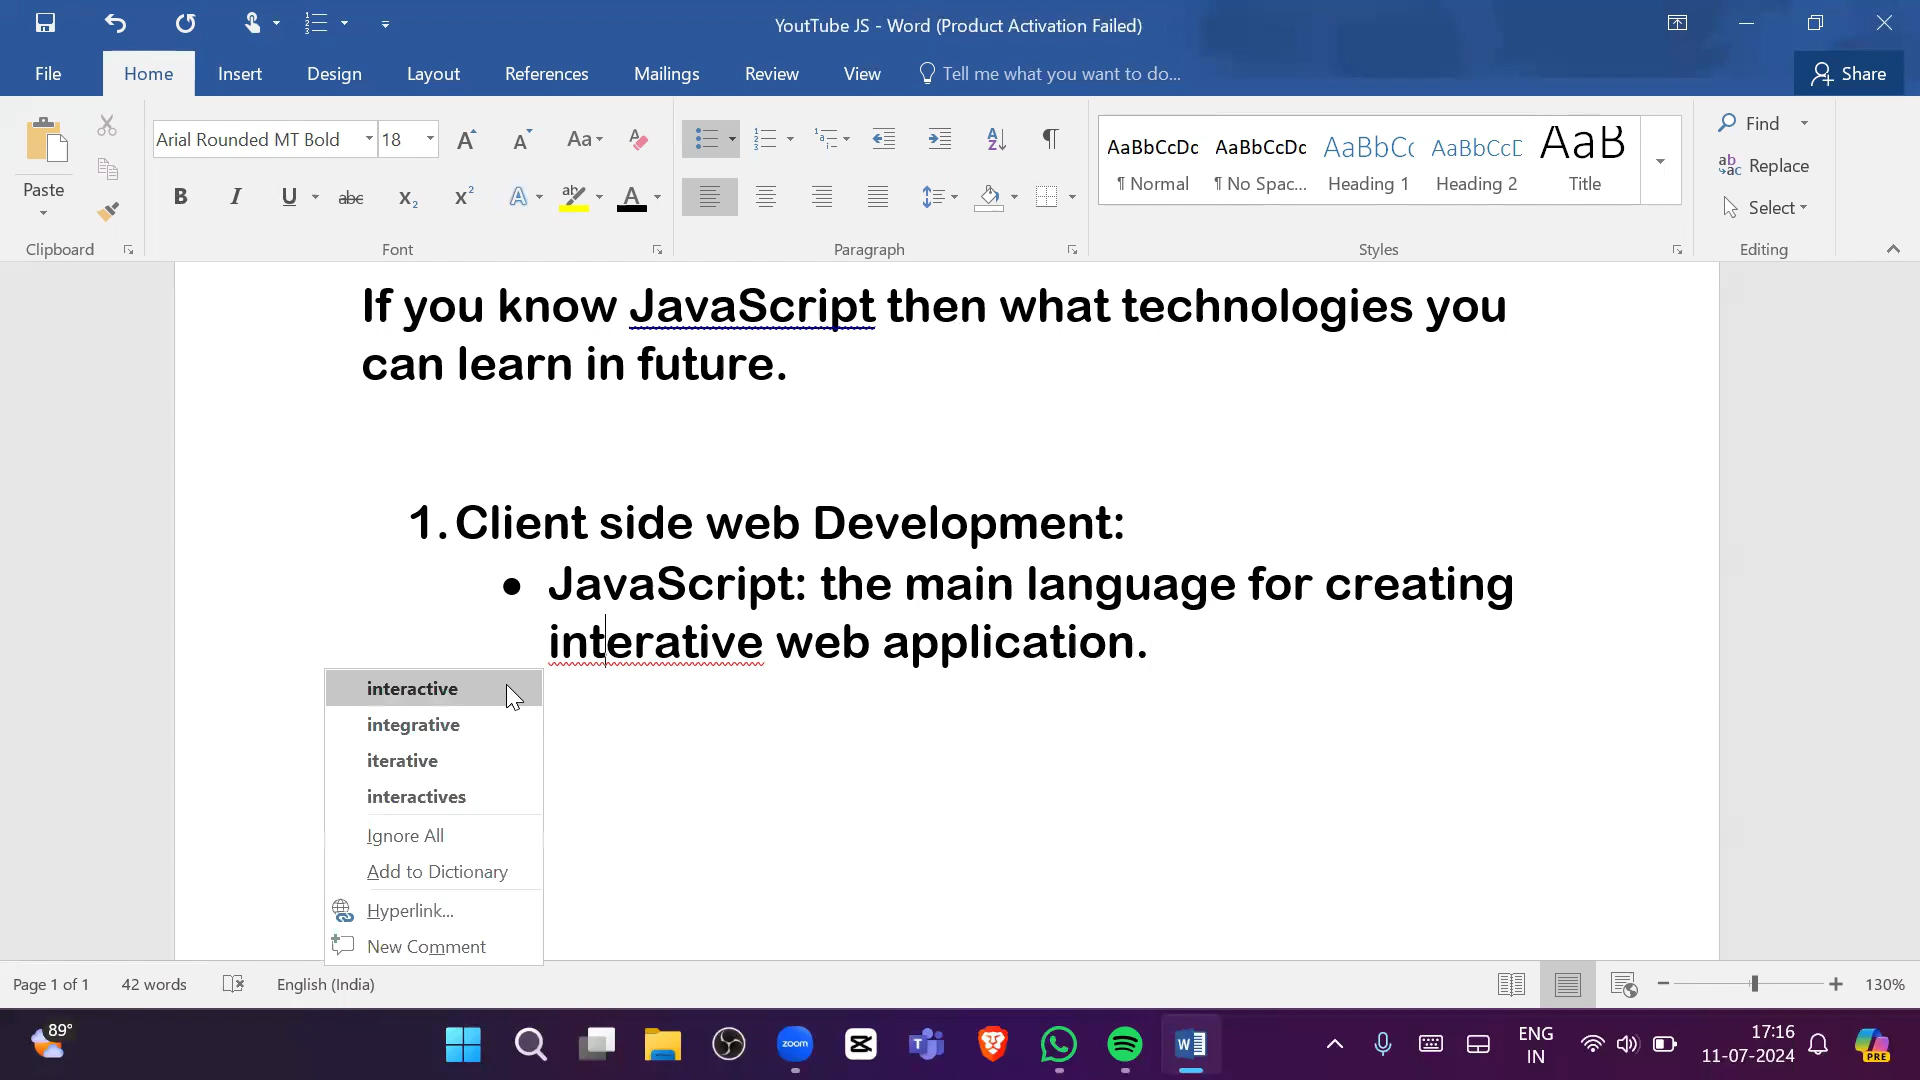 YoutTube JS - Word (Product Activation Failed)
File Home Insert Design Layout References Mailings Review View Tell me what you want to do... Share
Paste
Clipboard
Arial Rounded MT Bold 18
Font
Paragraph
AaBbCcDc AaBbCcDc AaBbC( AaBbCcC AaB
¶ Normal ¶ No Spac... Heading 1 Heading 2 Title
Styles
Find
Replace
Select
Editing
If you know JavaScript then what technologies you
can learn in future.
1. Client side web Development:
• JavaScript: the main language for creating
interative web application.
interactive
integrative
iterative
interactives
Ignore All
Add to Dictionary
Hyperlink...
New Comment
Page 1 of 1 42 words English (India) 130%
89°
zoom
ENG
IN
17:16
11-07-2024
PRE